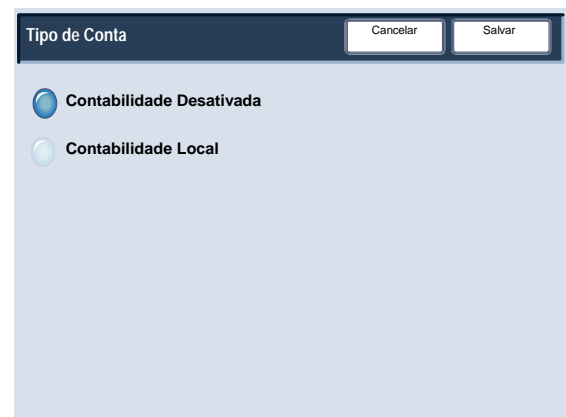 Tipo de Conta
Cancelar
Salvar
Contabilidade Desativada
Contabilidade Local